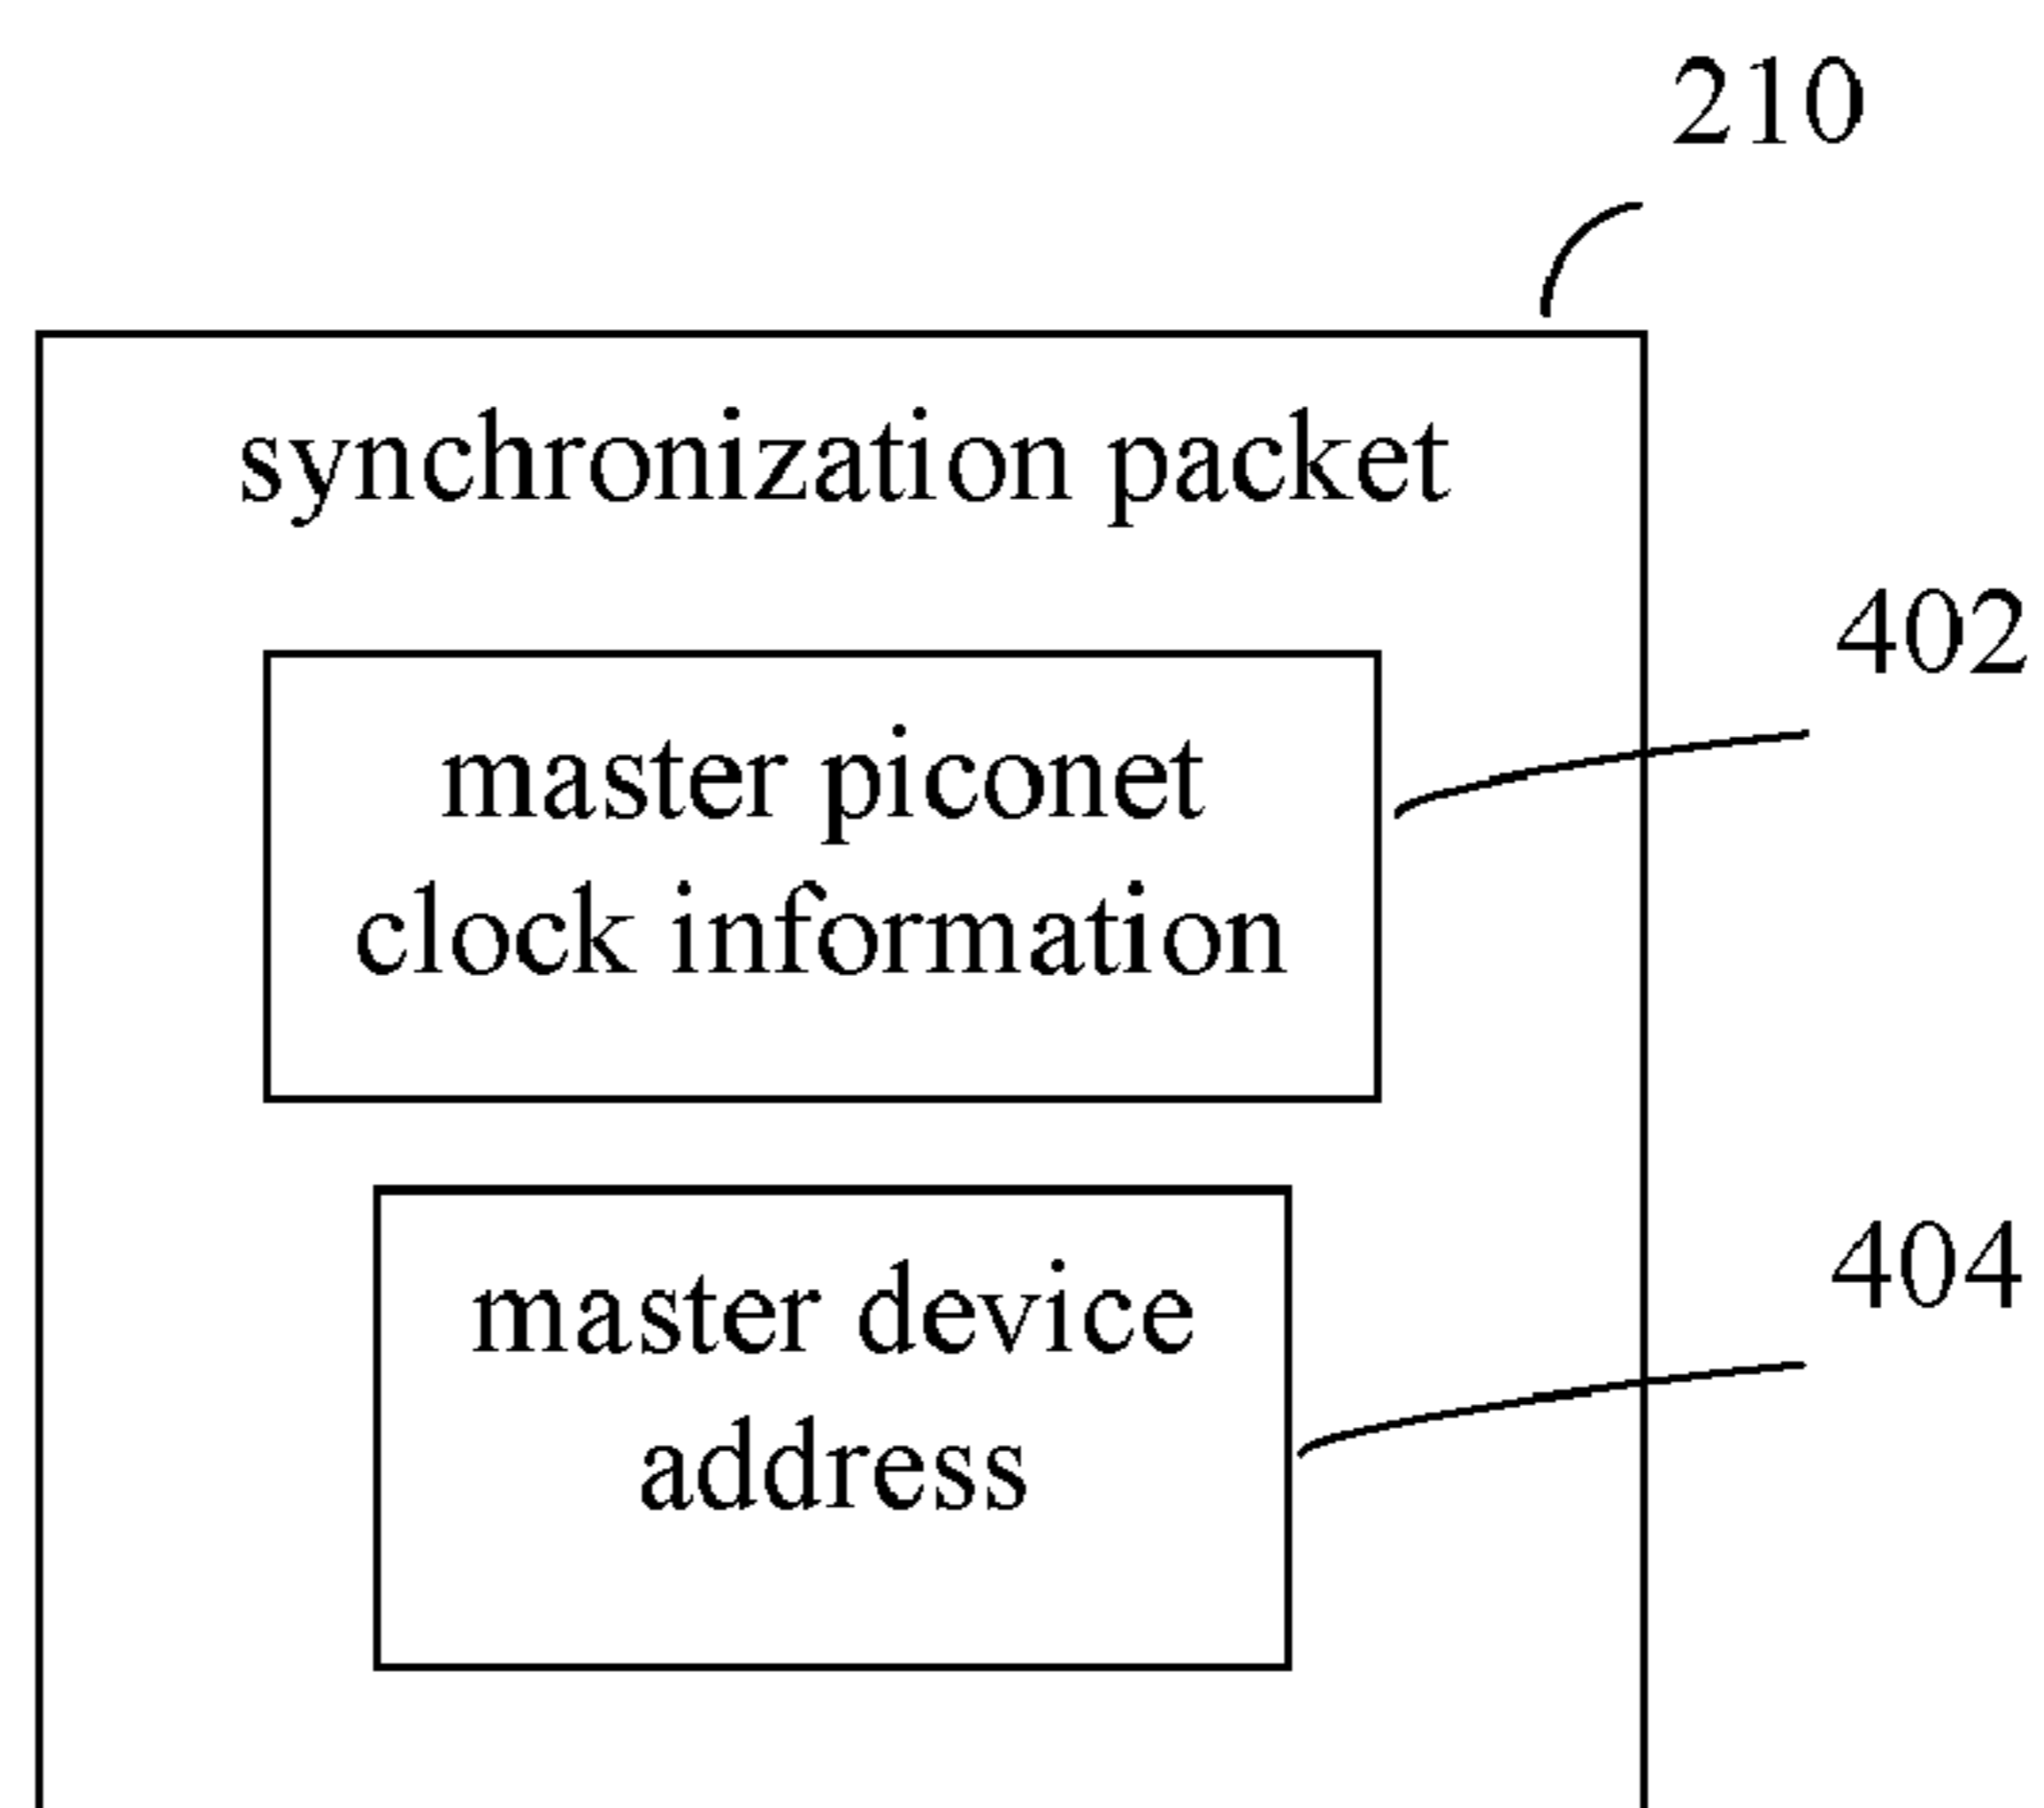 210
synchronization packet
402
master piconet
clock information
404
master device
address